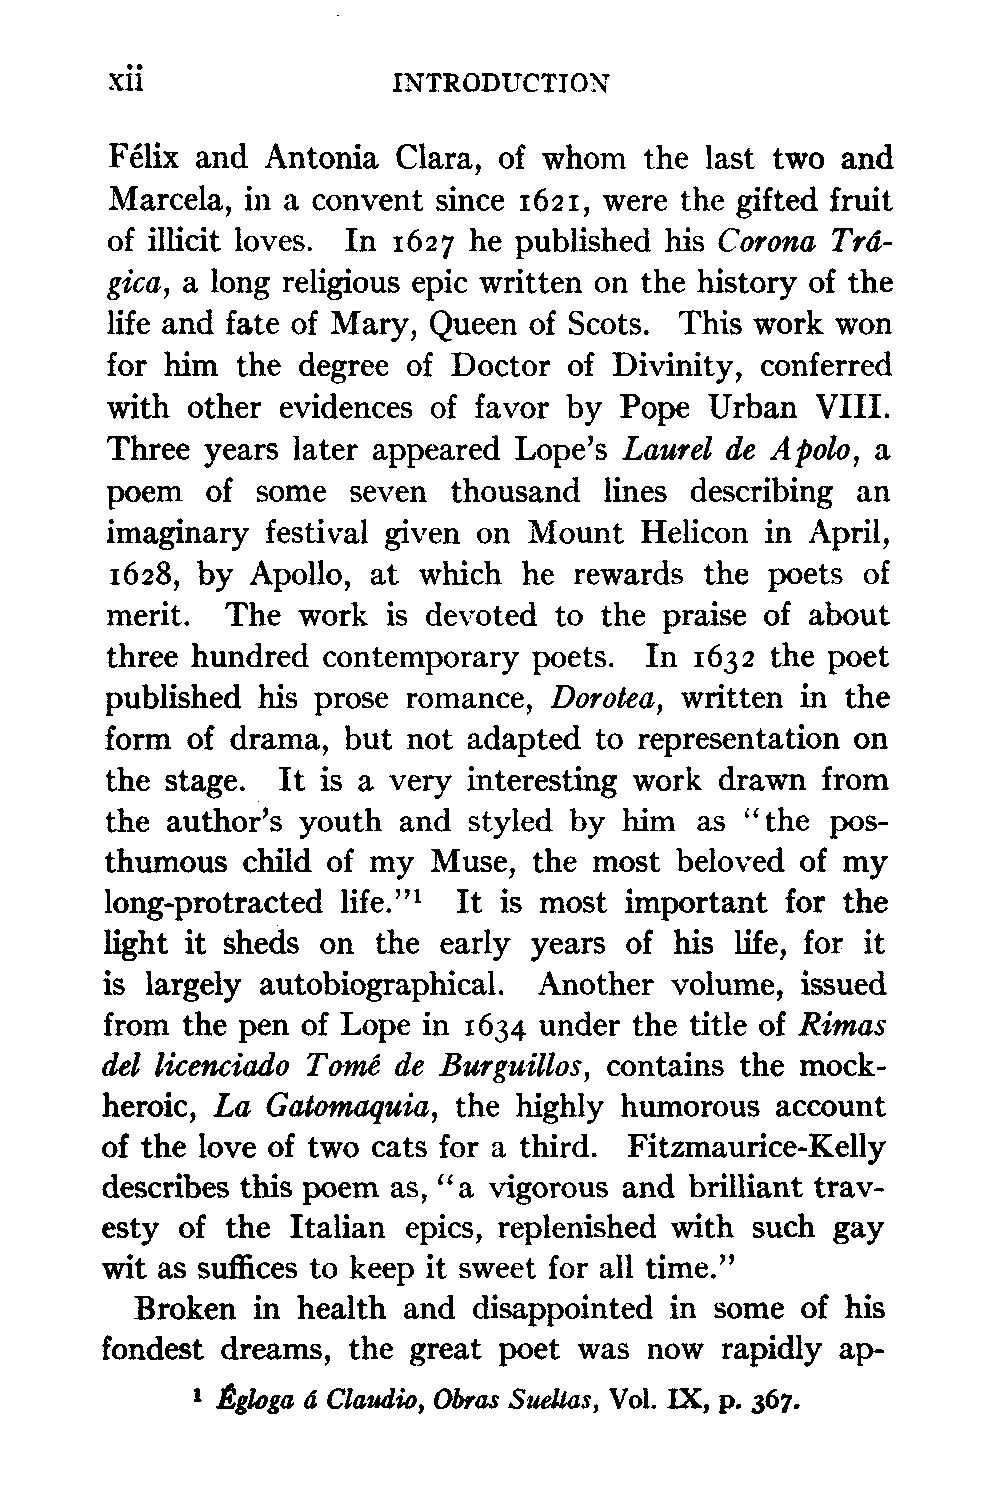 xii INTRODUCTION
Félix and Antonia Clara, of whom the last two and
Marcela, in a convent since 1621, were the gifted fruit
of illicit loves. In 1627 he published his Corona Trá-
gica, a long religious epic written on the history of the
life and fate of Mary, Queen of Scots. This work won
for him the degree of Doctor of Divinity, conferred
with other evidences of favor by Pope Urban VIII.
Three years later appeared Lope's Laurel de Apolo, a
poem of some seven thousand lines describing an
imaginary festival given on Mount Helicon in April,
1628, by Apollo, at which he rewards the poets of
merit. The work is devoted to the praise of about
three hundred contemporary poets. In 1632 the poet
published his prose romance, Dorotea, written in the
form of drama, but not adapted to representation on
the stage. It is a very interesting work drawn from
the author's youth and styled by him as "the pos-
thumous child of my Muse, the most beloved of my
long-protracted life."¹ It is most important for the
light it sheds on the early years of his life, for it
is largely autobiographical. Another volume, issued
from the pen of Lope in 1634 under the title of Rimas
del licenciado Tomé de Burguillos, contains the mock-
heroic, La Gatomaquia, the highly humorous account
of the love of two cats for a third. Fitzmaurice-Kelly
describes this poem as, "a vigorous and brilliant trav-
esty of the Italian epics, replenished with such gay
wit as suffices to keep it sweet for all time."
Broken in health and disappointed in some of his
fondest dreams, the great poet was now rapidly ap-
¹ Égloga á Claudio, Obras Sueltas, Vol. IX, p. 367.